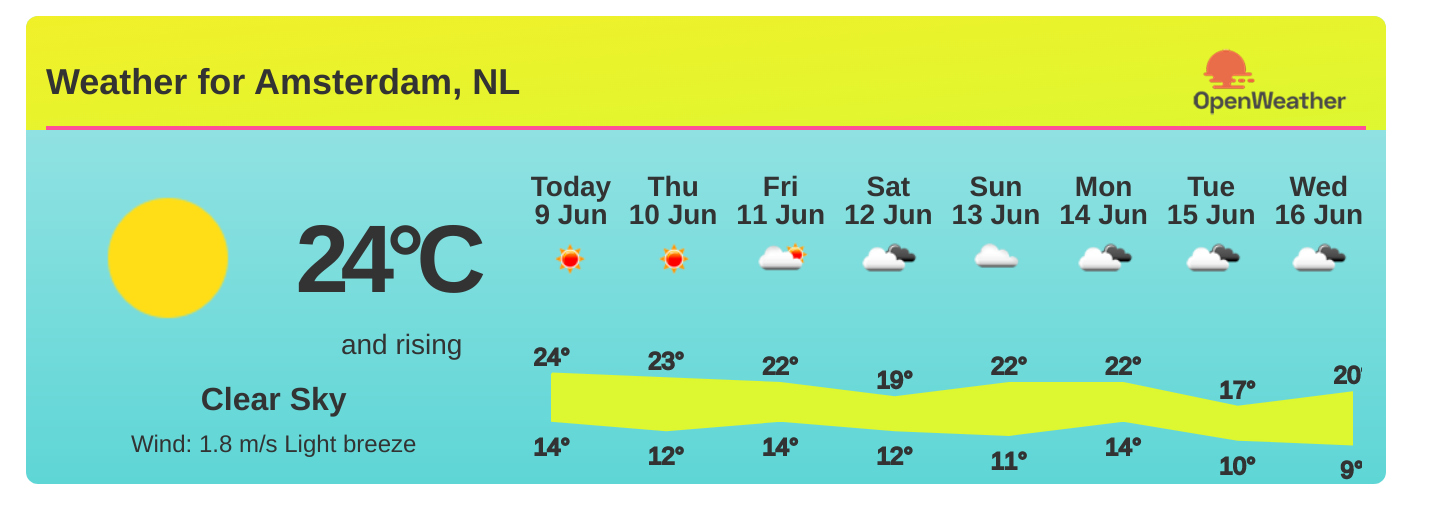 Weather for Amsterdam, NL
OpenWeather
24°C
and rising
Clear Sky
Wind: 1.8 m/s Light breeze
Today Thu Fri Sat Sun Mon Tue Wed
9 Jun 10 Jun 11 Jun 12 Jun 13 Jun 14 Jun 15 Jun 16 Jun
24° 23° 22° 19° 22° 22° 17° 20°
14° 12° 14° 12° 11° 14° 10° 9°